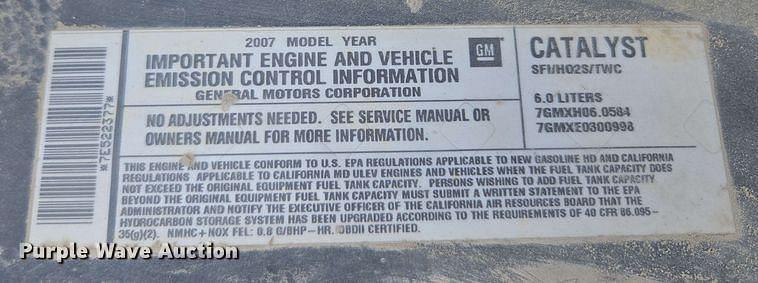 2007 MODEL YEAR
IMPORTANT ENGINE AND VEHICLE
EMISSION CONTROL INFORMATION
GENERAL MOTORS CORPORATION
GM
CATALYST
SFI/HO2S/TWC
6.0 LITERS
7GMXH06.0584
7GMXE0300998
NO ADJUSTMENTS NEEDED. SEE SERVICE MANUAL OR
OWNERS MANUAL FOR MORE INFORMATION.
*7E522377*
THIS ENGINE AND VEHICLE CONFORM TO U.S. EPA REGULATIONS APPLICABLE TO NEW GASOLINE HD AND CALIFORNIA
REGULATIONS APPLICABLE TO CALIFORNIA MD ULEV ENGINES AND VEHICLES WHEN THE FUEL TANK CAPACITY DOES
NOT EXCEED THE ORIGINAL EQUIPMENT FUEL TANK CAPACITY. PERSONS WISHING TO ADD FUEL TANK CAPACITY
BEYOND THE ORIGINAL EQUIPMENT FUEL TANK CAPACITY MUST SUBMIT A WRITTEN STATEMENT TO THE EPA
ADMINISTRATOR AND NOTIFY THE EXECUTIVE OFFICER OF THE CALIFORNIA AIR RESOURCES BOARD THAT THE
HYDROCARBON STORAGE SYSTEM HAS BEEN UPGRADED ACCORDING TO THE REQUIREMENTS OF 40 CFR 86.095-
35(g)(2). NMHC+NOX FEL: 0.8 G/BHP-HR. OBDII CERTIFIED.
Purple Wave Auction